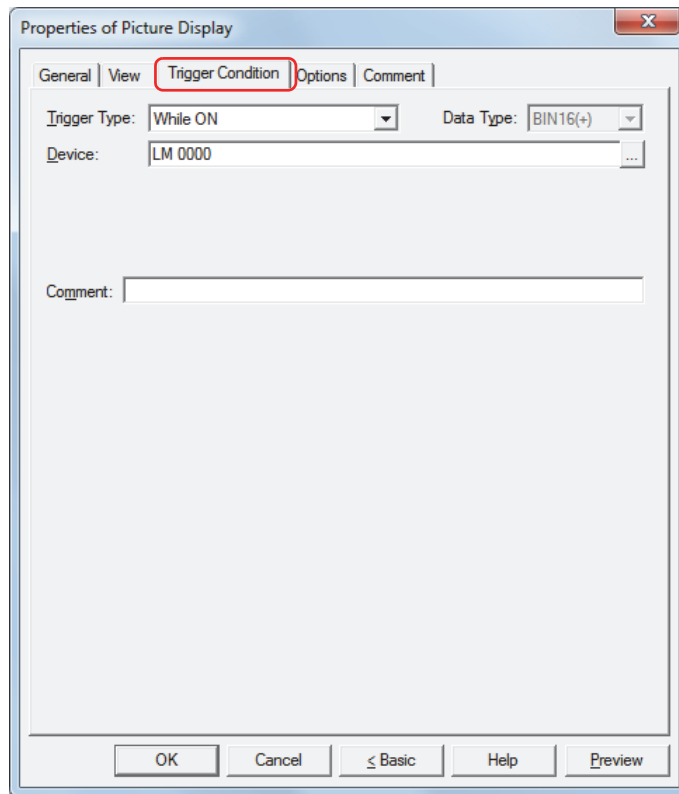 Properties of Picture Display
General View Trigger Condition Options Comment
Trigger Type: While ON Data Type: BIN16(+)
Device: LM 0000 ...
Comment:
OK Cancel < Basic Help Preview